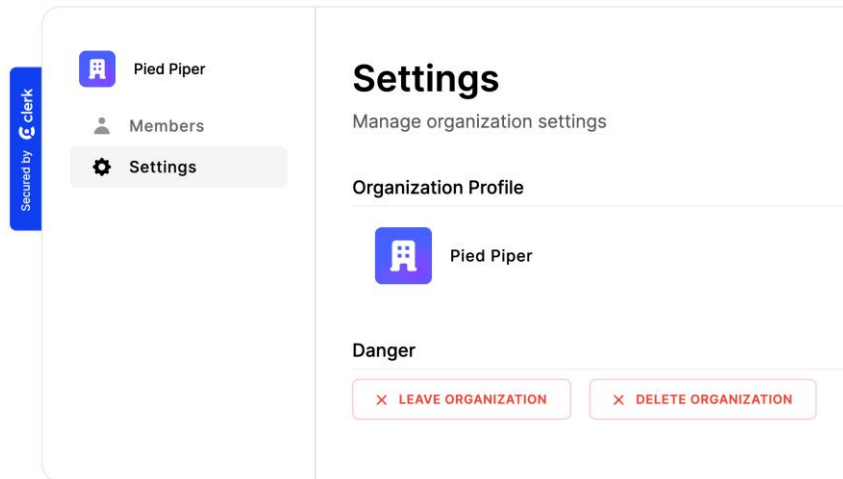 Secured by clerk
Pied Piper
Members
Settings
Settings
Manage organization settings
Organization Profile
Pied Piper
Danger
LEAVE ORGANIZATION
DELETE ORGANIZATION